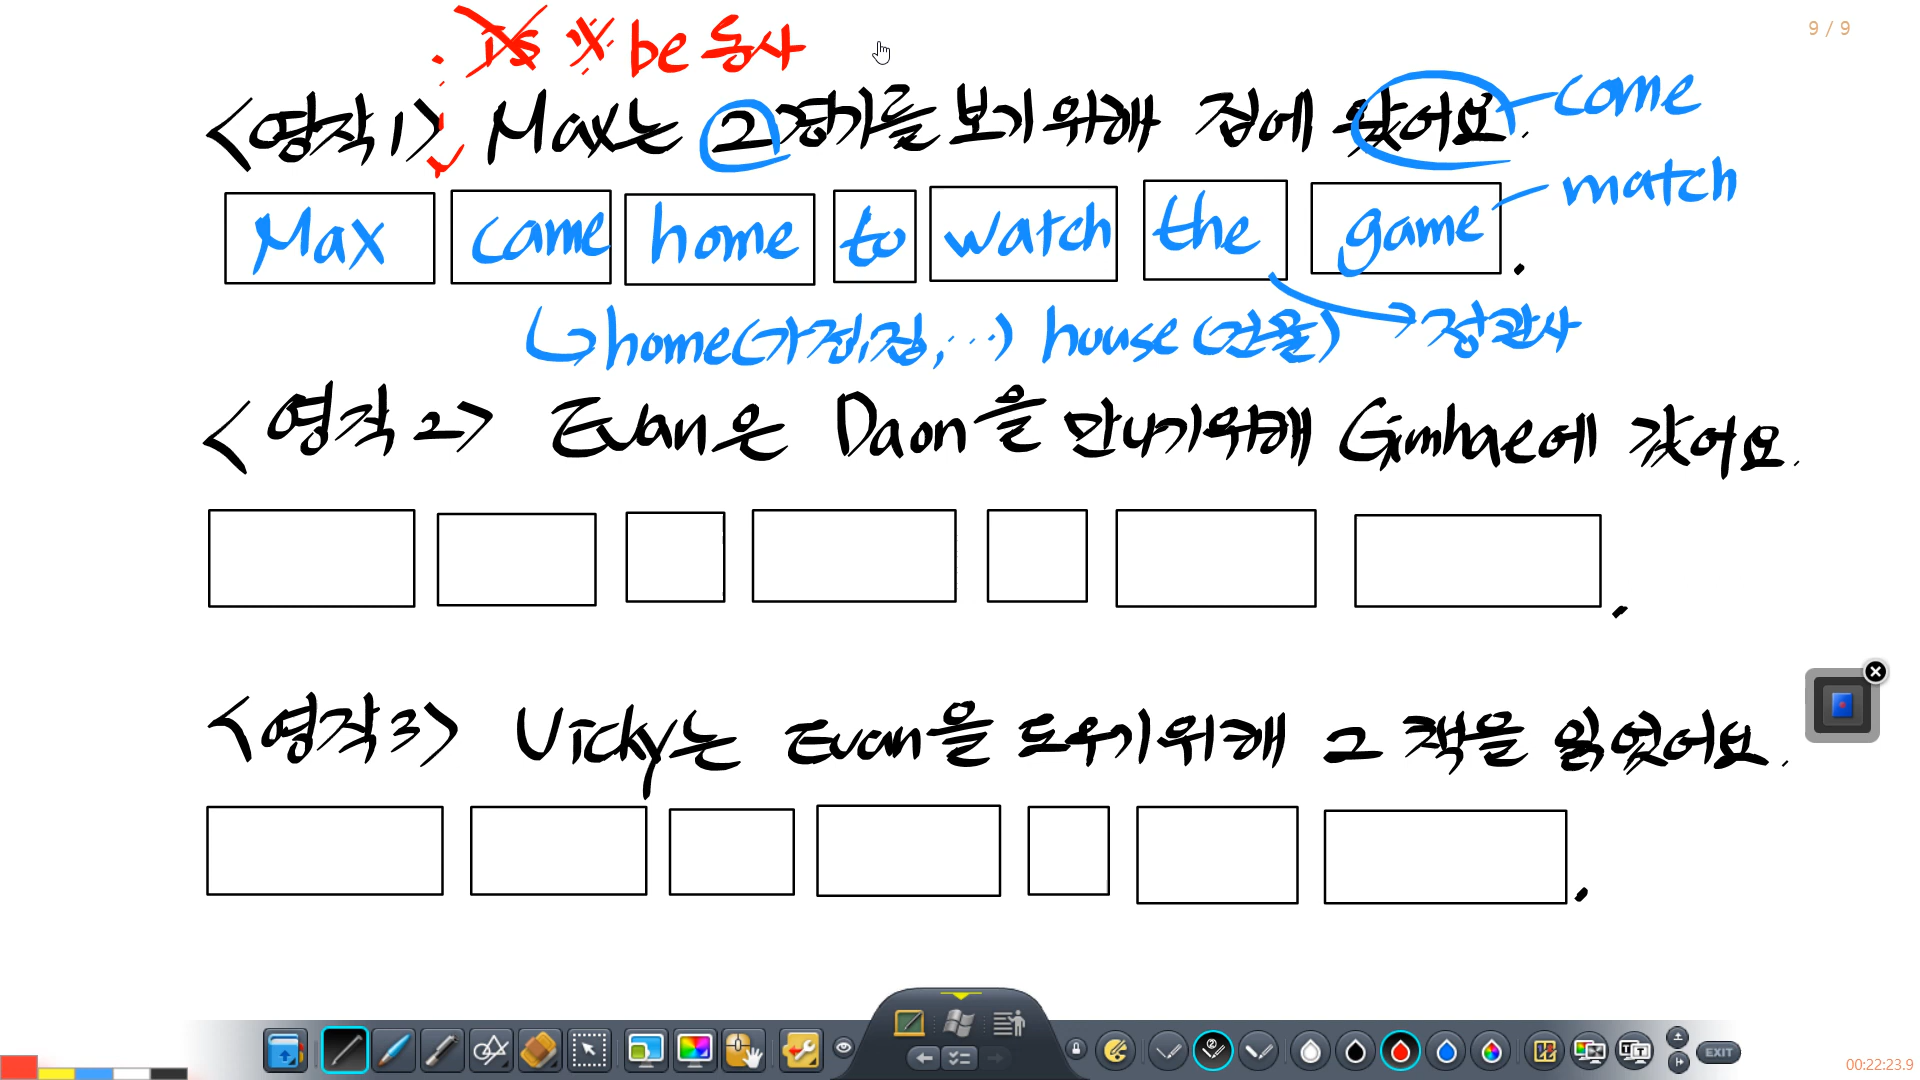 9 / 9
is ※ be 동사
<영작1> Max는 그 경기를 보기 위해 집에 왔어요. come
match
Max came home to watch the game.
home(가정,집,...) house(건물) 정관사
<영작 2> Evan은 Daon을 만나기위해 Gimhae에 갔어요.
<영작3> Vicky는 Evan을 도우기위해 그 책을 읽었어요.
EXIT
00:22:23.9